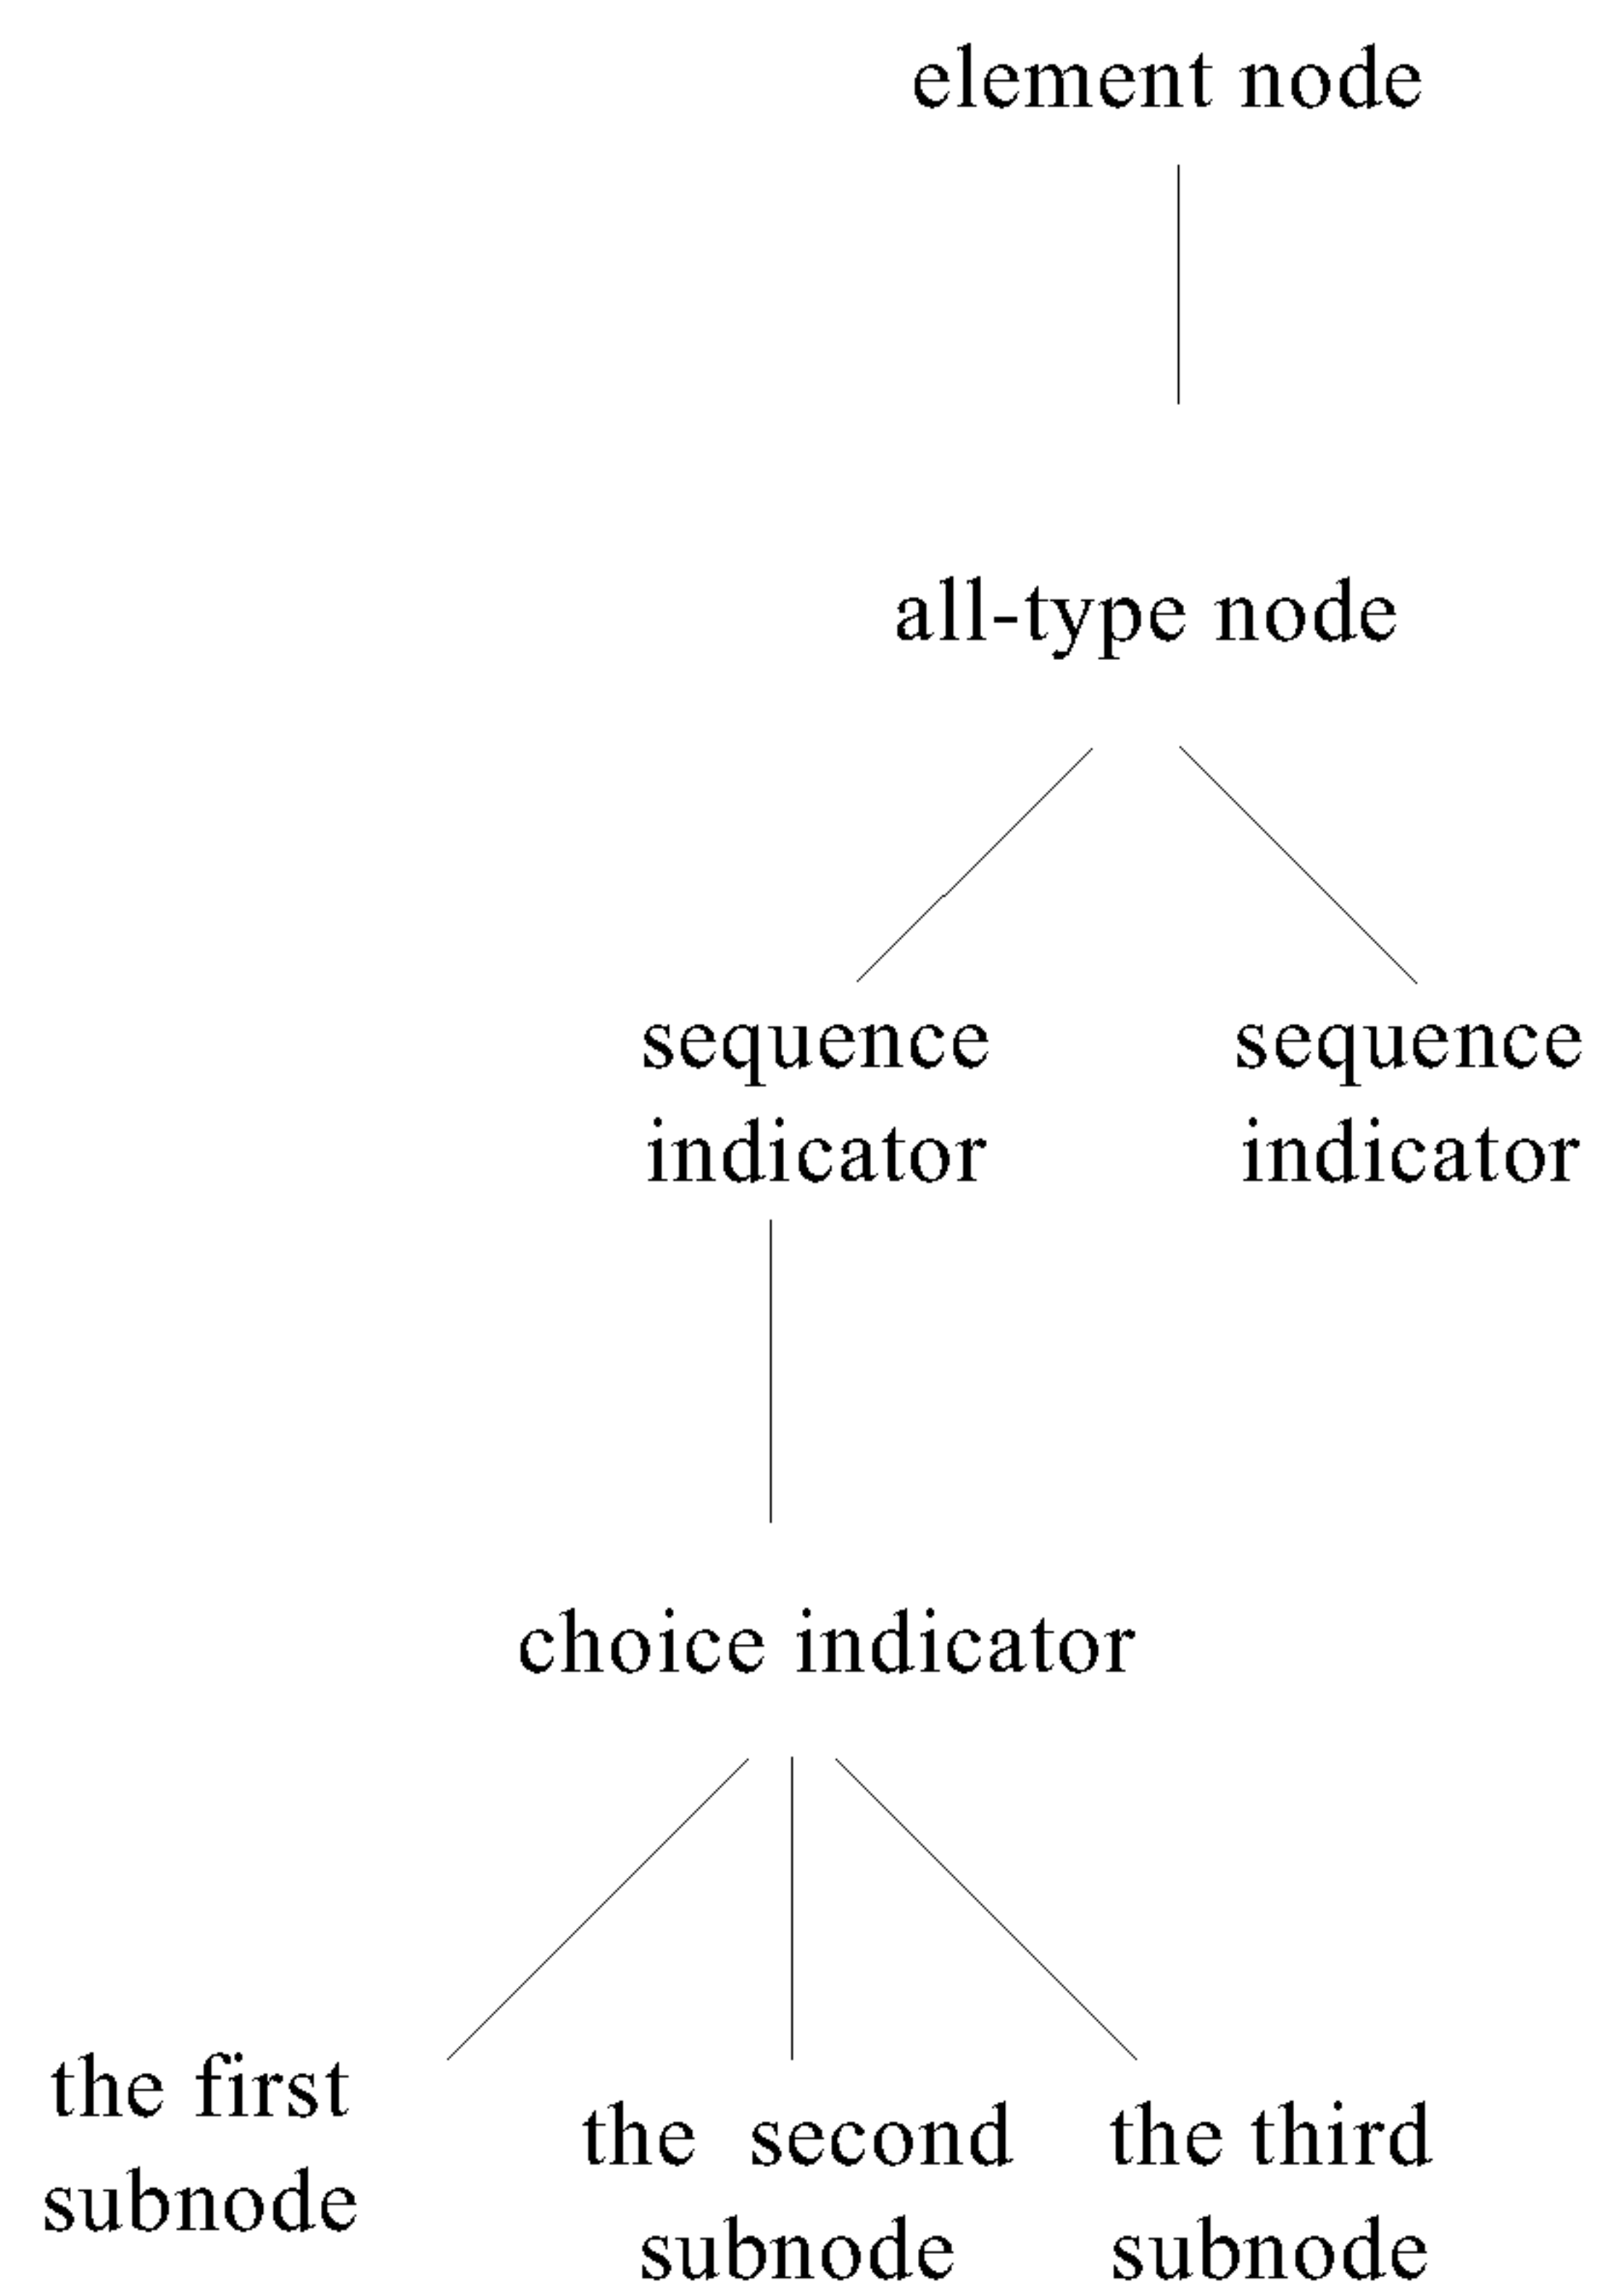 element node
all-type node
sequence
indicator
sequence
indicator
choice indicator
the first
subnode
the second
subnode
the third
subnode